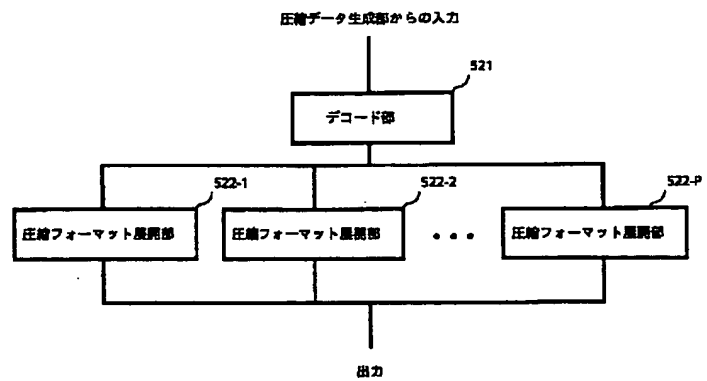 圧縮データ生成部からの入力
521
デコード部
522-1
522-2
522-P
圧縮フォーマット展開部
圧縮フォーマット展開部
圧縮フォーマット展開部
出力